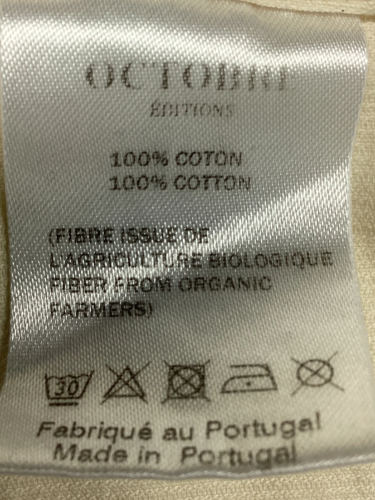 OCTOBRE
ÉDITIONS
100% COTON
100% COTTON
(FIBRE ISSUE DE
L'AGRICULTURE BIOLOGIQUE
FIBER FROM ORGANIC
FARMERS)
30
Fabriqué au Portugal
Made in Portugal